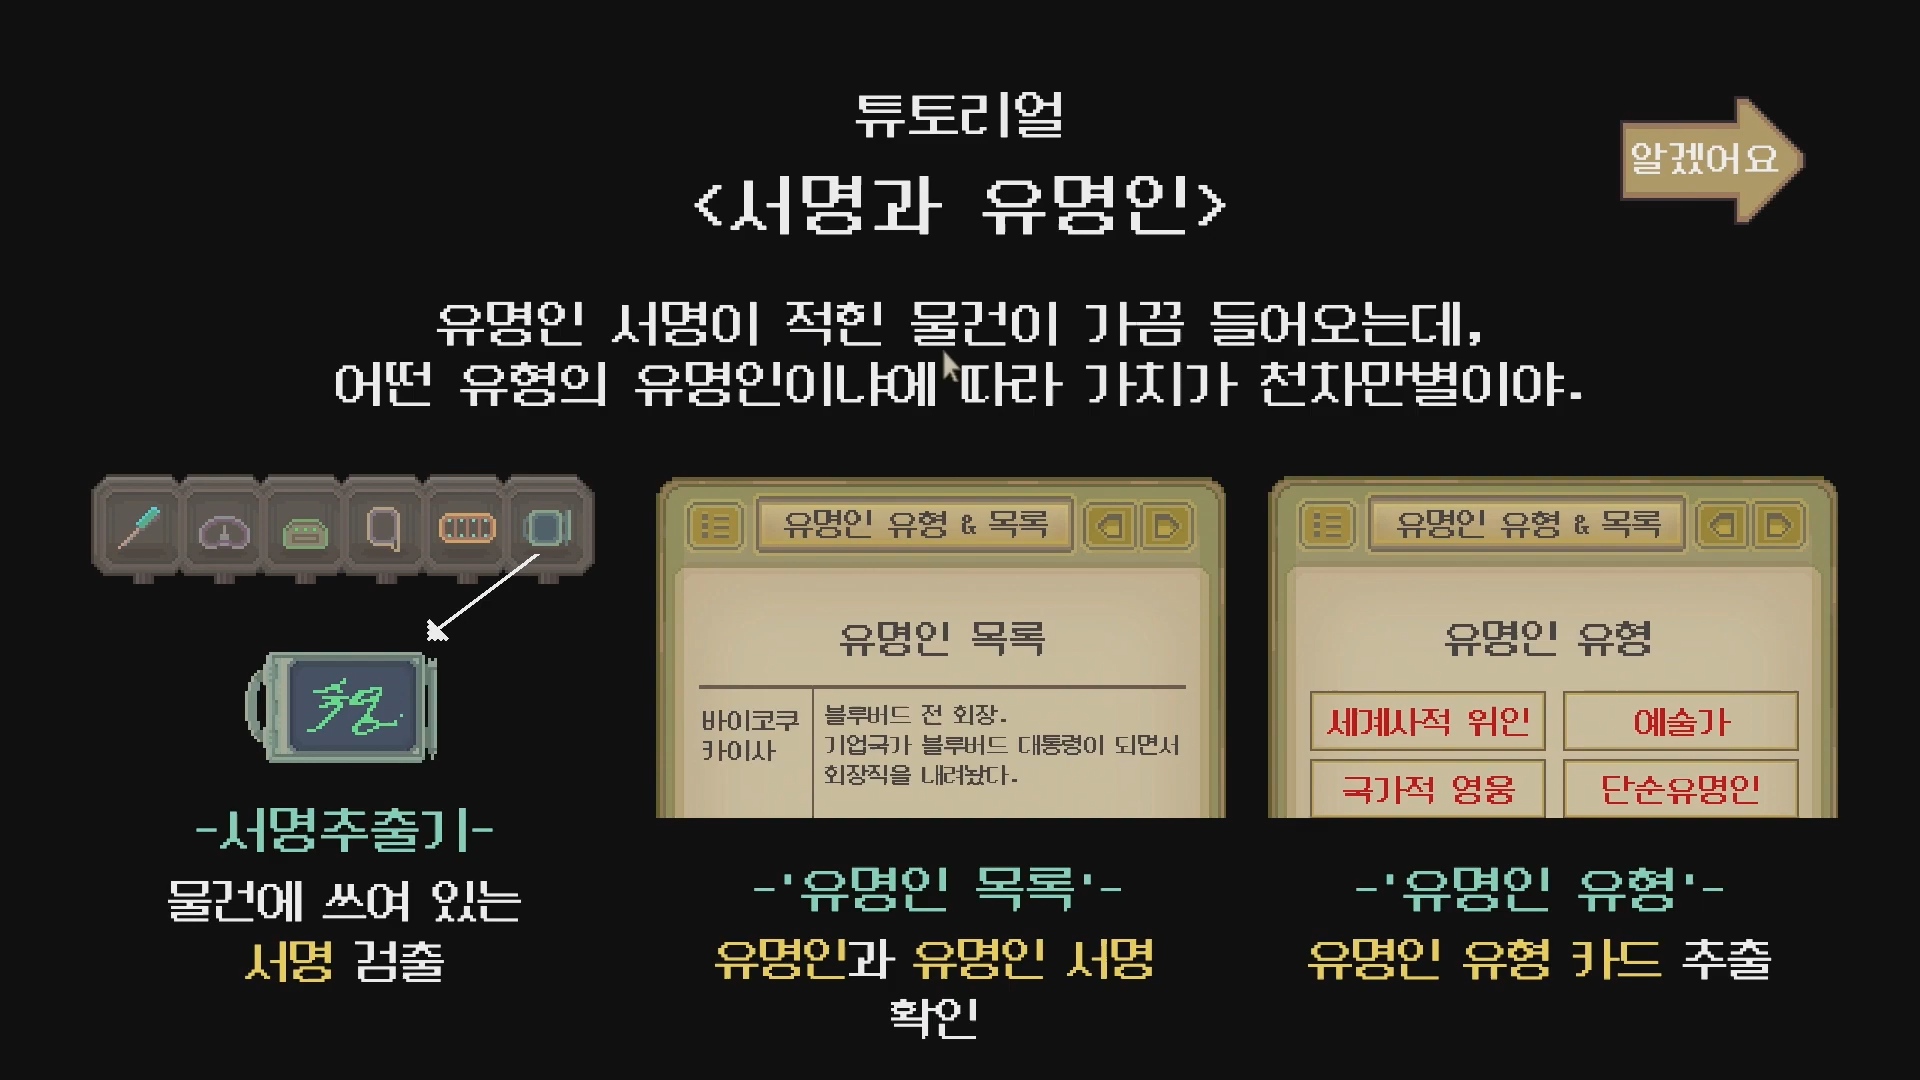 튜토리얼
<서명과 유명인>
알겠어요
유명인 서명이 적힌 물건이 가끔 들어오는데,
어떤 유형의 유명인이냐에 따라 가치가 천차만별이야.
-서명추출기-
물건에 쓰여 있는
서명 검출
유명인 유형 & 목록
유명인 목록
바이코쿠
카이사
블루버드 전 회장.
기업국가 블루버드 대통령이 되면서
회장직을 내려놨다.
-'유명인 목록'-
유명인과 유명인 서명
확인
유명인 유형 & 목록
유명인 유형
세계사적 위인
예술가
국가적 영웅
단순유명인
-'유명인 유형'-
유명인 유형 카드 추출